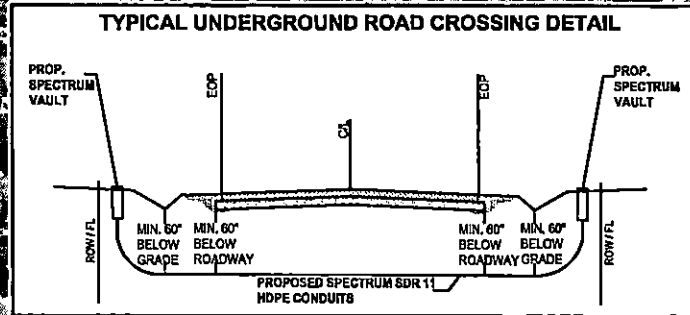 TYPICAL UNDERGROUND ROAD CROSSING DETAIL
PROP.
SPECTRUM
VAULT
EOP
C/L
EOP
PROP.
SPECTRUM
VAULT
ROW / FL
MIN. 60"
BELOW
GRADE
MIN. 60"
BELOW
ROADWAY
MIN. 60"
BELOW
ROADWAY
MIN. 60"
BELOW
GRADE
ROW / FL
PROPOSED SPECTRUM SDR 11
HDPE CONDUITS